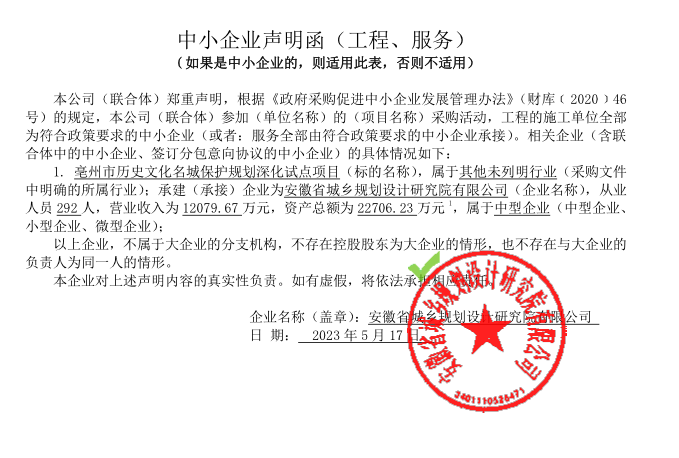 中小企业声明函（工程、服务）
（如果是中小企业的，则适用此表，否则不适用）
本公司（联合体）郑重声明，根据《政府采购促进中小企业发展管理办法》（财库﹝2020﹞46
号）的规定，本公司（联合体）参加（单位名称）的（项目名称）采购活动，工程的施工单位全部
为符合政策要求的中小企业（或者：服务全部由符合政策要求的中小企业承接）。相关企业（含联
合体中的中小企业、签订分包意向协议的中小企业）的具体情况如下：
1. 亳州市历史文化名城保护规划深化试点项目（标的名称），属于其他未列明行业（采购文件
中明确的所属行业）；承建（承接）企业为安徽省城乡规划设计研究院有限公司（企业名称），从业
人员 292 人，营业收入为 12079.67 万元，资产总额为 22706.23 万元¹，属于中型企业（中型企业、
小型企业、微型企业）；
以上企业，不属于大企业的分支机构，不存在控股股东为大企业的情形，也不存在与大企业的
负责人为同一人的情形。
本企业对上述声明内容的真实性负责。如有虚假，将依法承担相应责任。
企业名称（盖章）：安徽省城乡规划设计研究院有限公司
日 期： 2023 年 5 月 17 日
安徽省城乡规划设计研究院有限公司
3401110526471